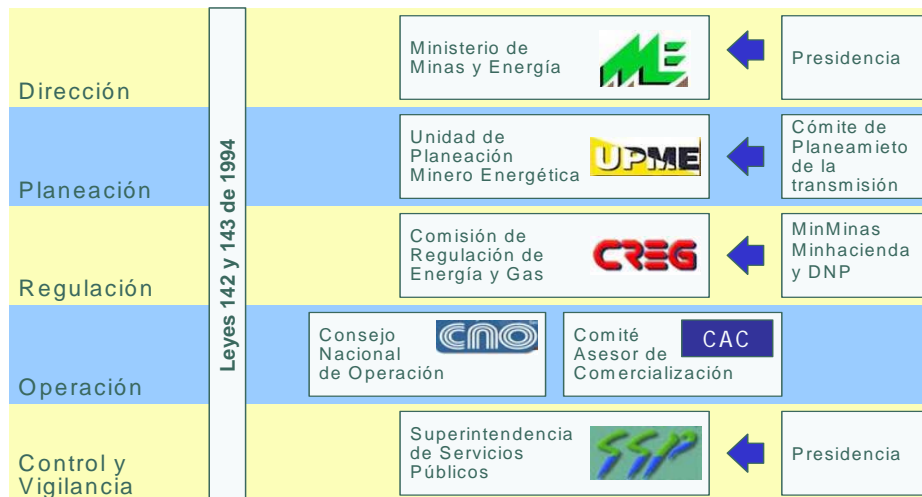 Dirección
Leyes 142 y 143 de 1994
Ministerio de
Minas y Energía
ME
Presidencia
Planeación
Unidad de
Planeación
Minero Energética
UPME
Cómite de
Planeamieto
de la
transmisión
Regulación
Comisión de
Regulación de
Energía y Gas
CREG
MinMinas
Minhacienda
y DNP
Operación
Consejo
Nacional
de Operación
cno
Comité
Asesor de
Comercialización
CAC
Control y
Vigilancia
Superintendencia
de Servicios
Públicos
SSP
Presidencia